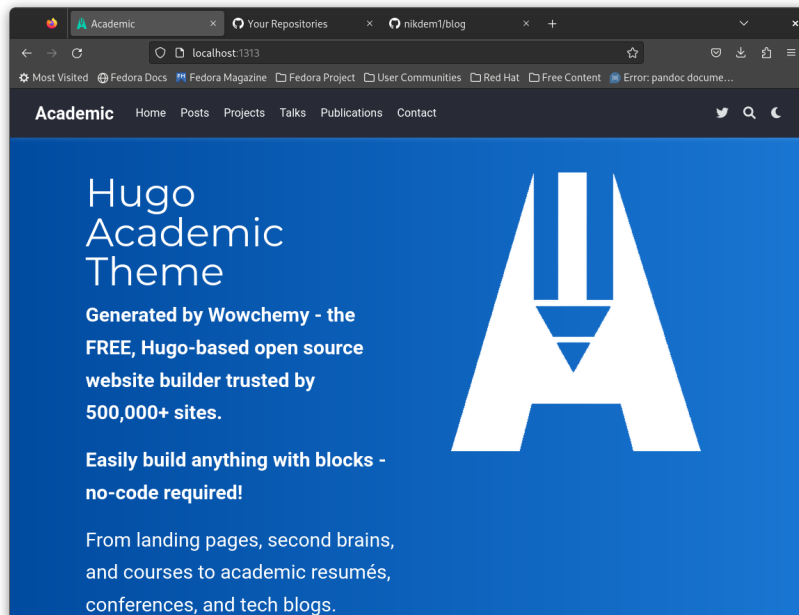 Academic
Your Repositories
nikdem1/blog
localhost:1313
Most Visited Fedora Docs Fedora Magazine Fedora Project User Communities Red Hat Free Content Error: pandoc docume…
Academic Home Posts Projects Talks Publications Contact
Hugo
Academic
Theme
Generated by Wowchemy - the
FREE, Hugo-based open source
website builder trusted by
500,000+ sites.
Easily build anything with blocks -
no-code required!
From landing pages, second brains,
and courses to academic resumés,
conferences, and tech blogs.